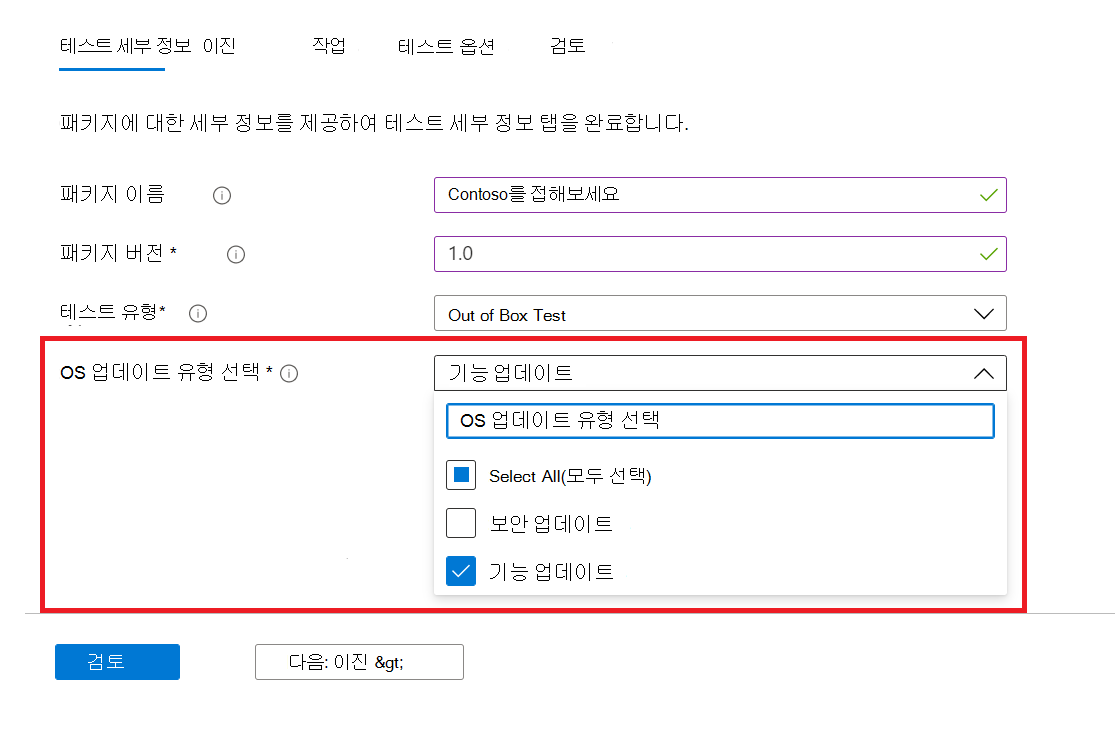 테스트 세부 정보 이진 작업 테스트 옵션 검토
패키지에 대한 세부 정보를 제공하여 테스트 세부 정보 탭을 완료합니다.
패키지 이름 Contoso를 접해보세요
패키지 버전 * 1.0
테스트 유형* Out of Box Test
OS 업데이트 유형 선택 * 기능 업데이트
OS 업데이트 유형 선택
Select All(모두 선택)
보안 업데이트
기능 업데이트
검토 다음: 이진 &gt;